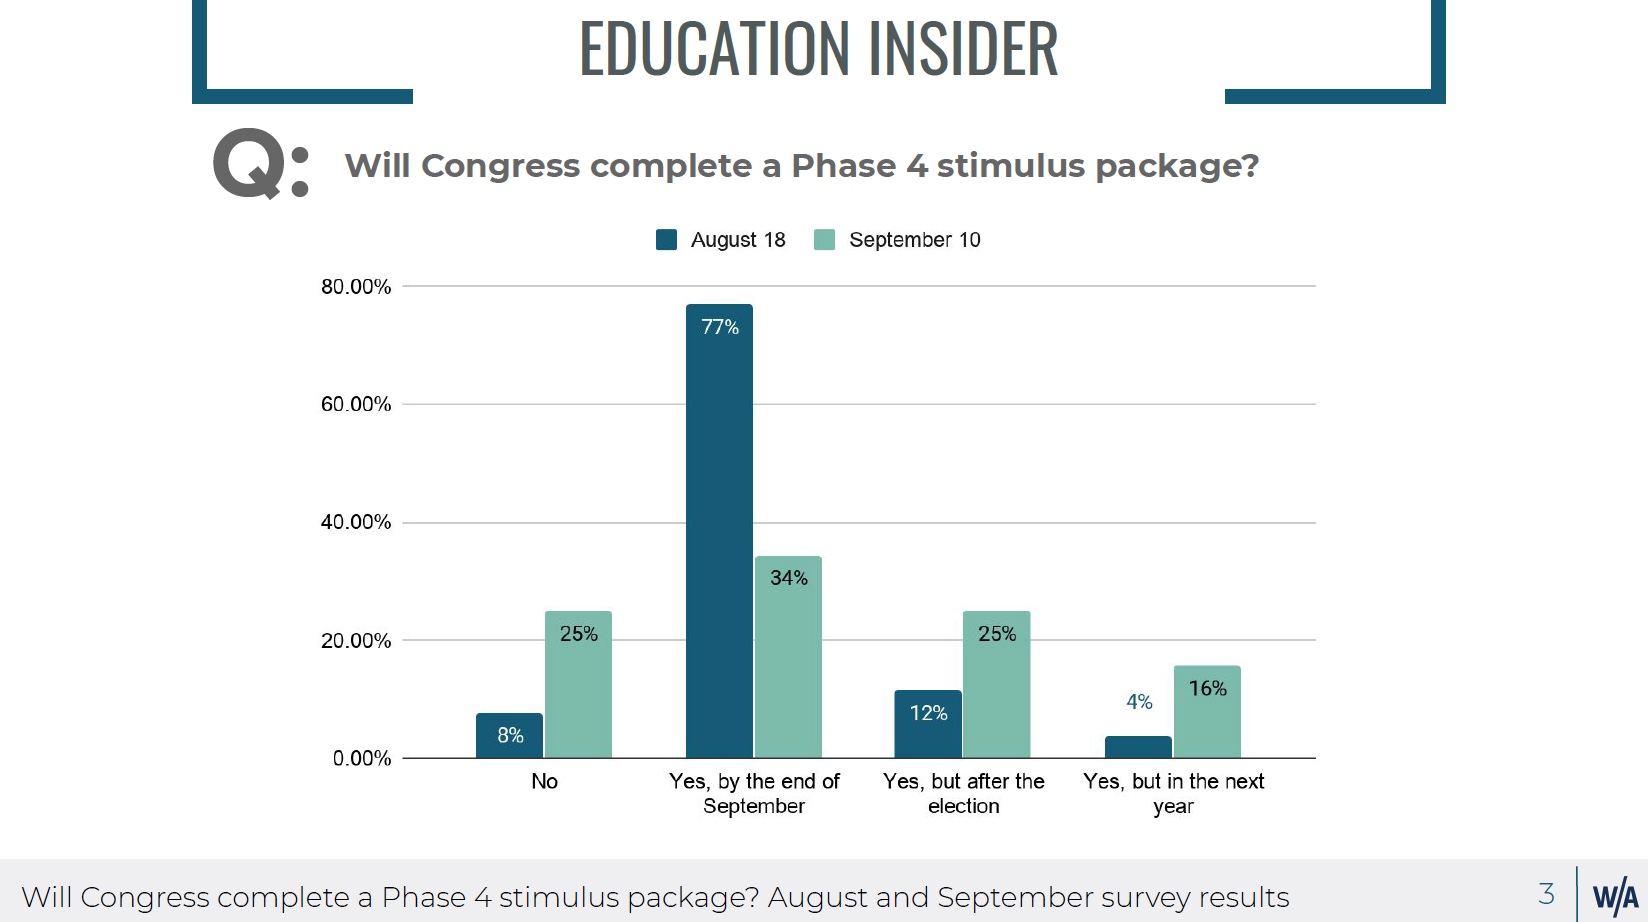 EDUCATION INSIDER
Q: Will Congress complete a Phase 4 stimulus package?
August 18 September 10
80.00%
60.00%
40.00%
20.00%
0.00%
77%
34%
25%
25%
8%
12%
4%
16%
No
Yes, by the end of
September
Yes, but after the
election
Yes, but in the next
year
Will Congress complete a Phase 4 stimulus package? August and September survey results
3
W/A